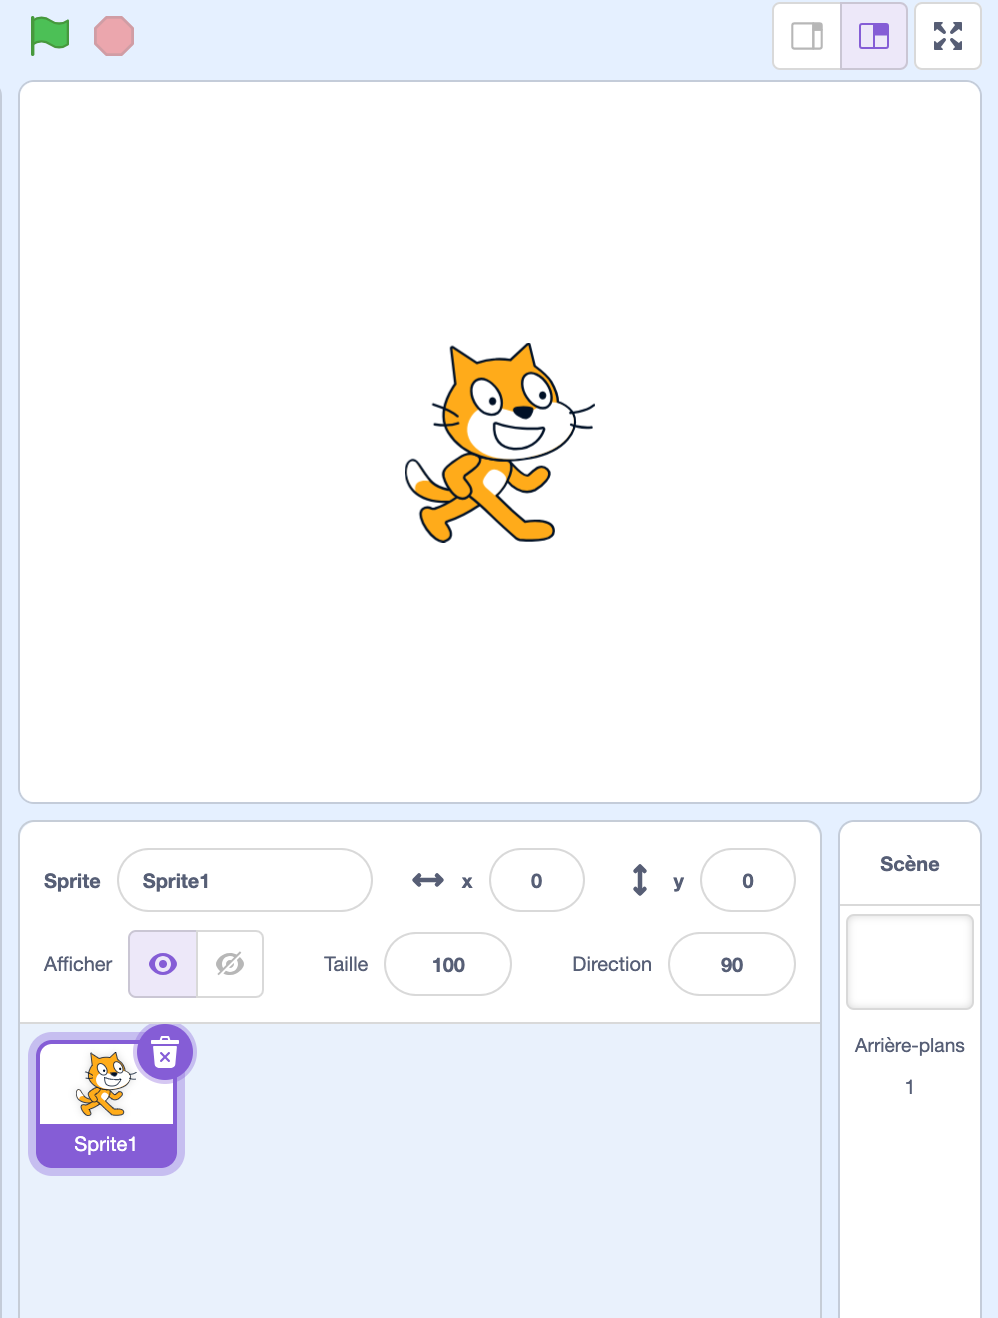 Sprite Sprite1 x 0 y 0
Afficher Taille 100 Direction 90
Sprite1
Scène
Arrière-plans
1